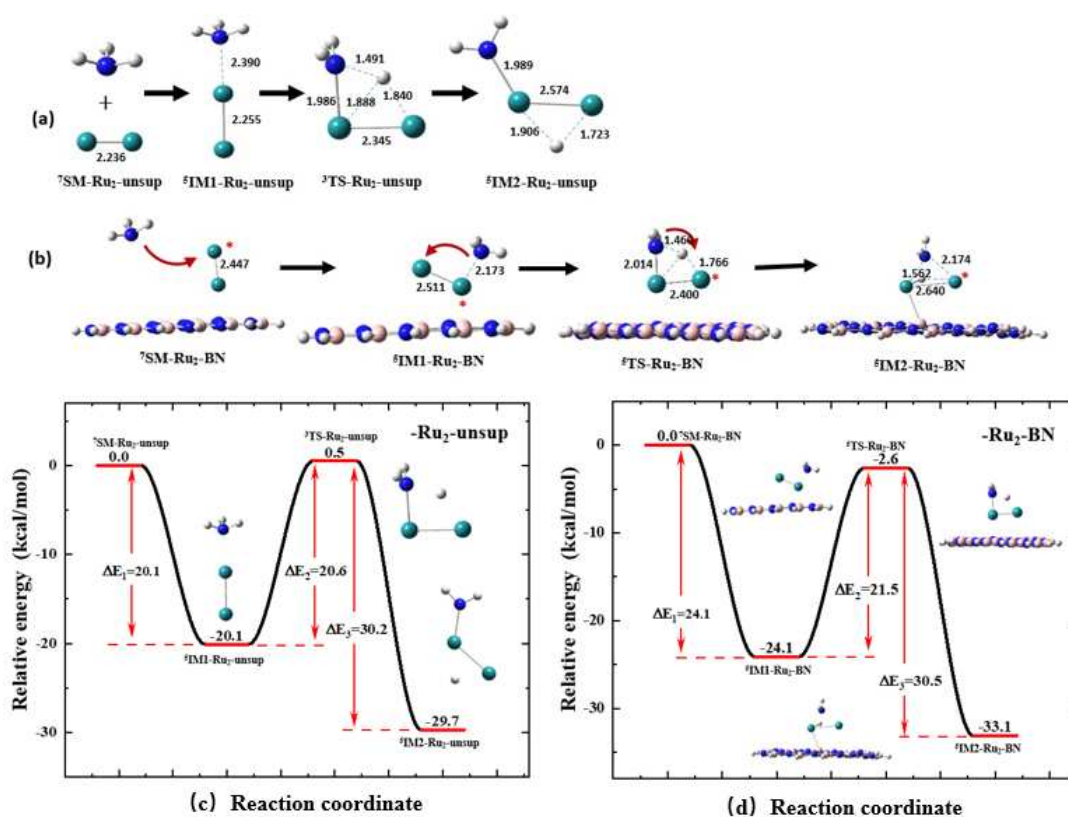 (a)
+
2.236
2.390
2.255
1.491
1.986
1.888
1.840
2.345
1.989
2.574
1.906
1.723
⁷SM-Ru₂-unsup
⁵IM1-Ru₂-unsup
³TS-Ru₂-unsup
⁵IM2-Ru₂-unsup
(b)
*
2.447
2.173
2.511
*
2.014
1.766
*
2.400
2.174
1.562
*
2.640
⁷SM-Ru₂-BN
⁵IM1-Ru₂-BN
⁵TS-Ru₂-BN
⁵IM2-Ru₂-BN
-Ru₂-unsup
⁷SM-Ru₂-unsup
0.0
³TS-Ru₂-unsup
0.5
ΔE₁=20.1
ΔE₂=20.6
ΔE₃=30.2
-20.1
⁵IM1-Ru₂-unsup
-29.7
⁵IM2-Ru₂-unsup
0
-10
-20
-30
Relative energy (kcal/mol)
(c) Reaction coordinate
-Ru₂-BN
0.0 ⁷SM-Ru₂-BN
⁵TS-Ru₂-BN
-2.6
ΔE₁=24.1
ΔE₂=21.5
ΔE₃=30.5
-24.1
⁵IM1-Ru₂-BN
-33.1
⁵IM2-Ru₂-BN
0
-10
-20
-30
Relative energy (kcal/mol)
(d) Reaction coordinate